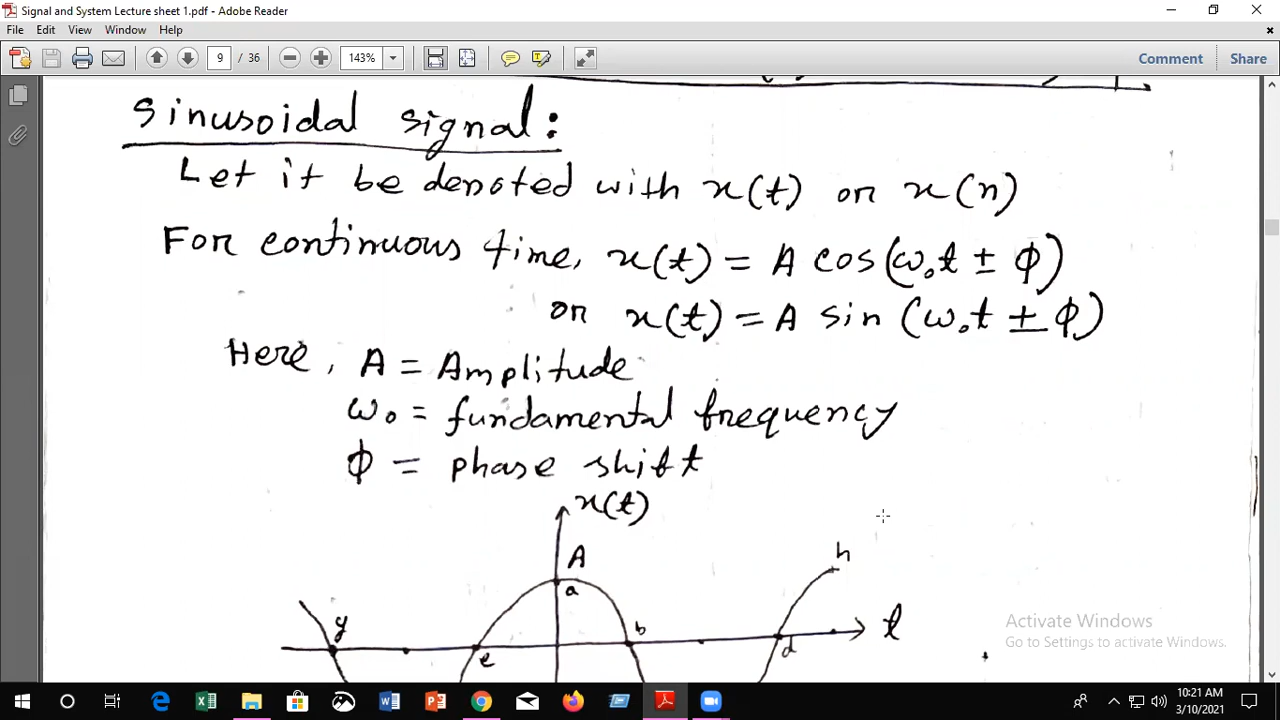 Signal and System Lecture sheet 1.pdf - Adobe Reader
File Edit View Window Help
9 / 36 143% Comment Share
Sinusoidal signal:
Let it be denoted with x(t) or x(n)
For continuous time, x(t) = A cos(ω₀t ± φ)
or x(t) = A sin (ω₀t ± φ)
Here, A = Amplitude
ω₀ = fundamental frequency
φ = phase shift
x(t)
A
h
a
y
b
t
e
d
Activate Windows
Go to Settings to activate Windows.
10:21 AM
3/10/2021